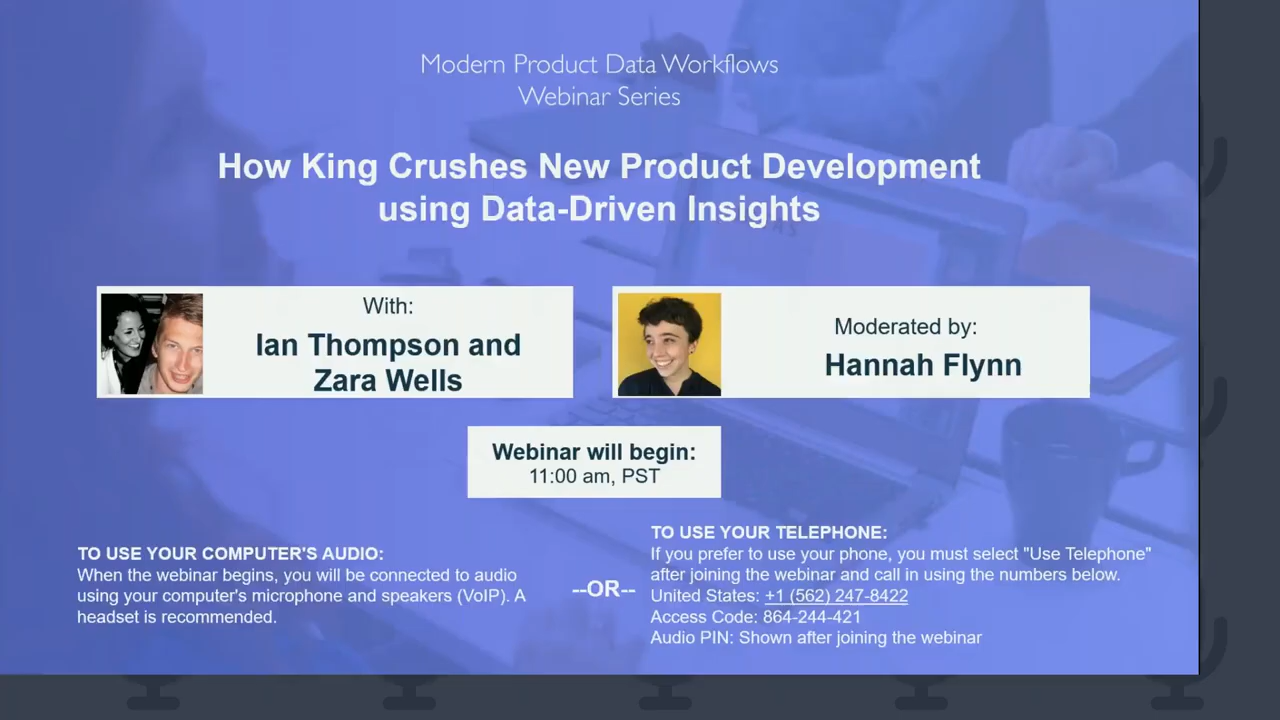 Modern Product Data Workflows
Webinar Series
How King Crushes New Product Development
using Data-Driven Insights
With:
Ian Thompson and
Zara Wells
Moderated by:
Hannah Flynn
Webinar will begin:
11:00 am, PST
TO USE YOUR COMPUTER'S AUDIO:
When the webinar begins, you will be connected to audio
using your computer's microphone and speakers (VoIP). A
headset is recommended.
--OR--
TO USE YOUR TELEPHONE:
If you prefer to use your phone, you must select "Use Telephone"
after joining the webinar and call in using the numbers below.
United States: +1 (562) 247-8422
Access Code: 864-244-421
Audio PIN: Shown after joining the webinar